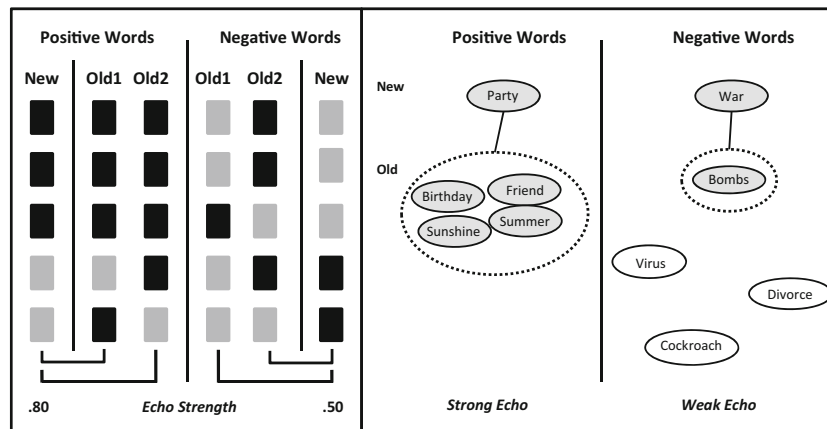 Positive Words
Negative Words
New
Old1
Old2
Old1
Old2
New
.80
Echo Strength
.50
Positive Words
Negative Words
New
Party
War
Old
Birthday
Friend
Sunshine
Summer
Bombs
Virus
Divorce
Cockroach
Strong Echo
Weak Echo